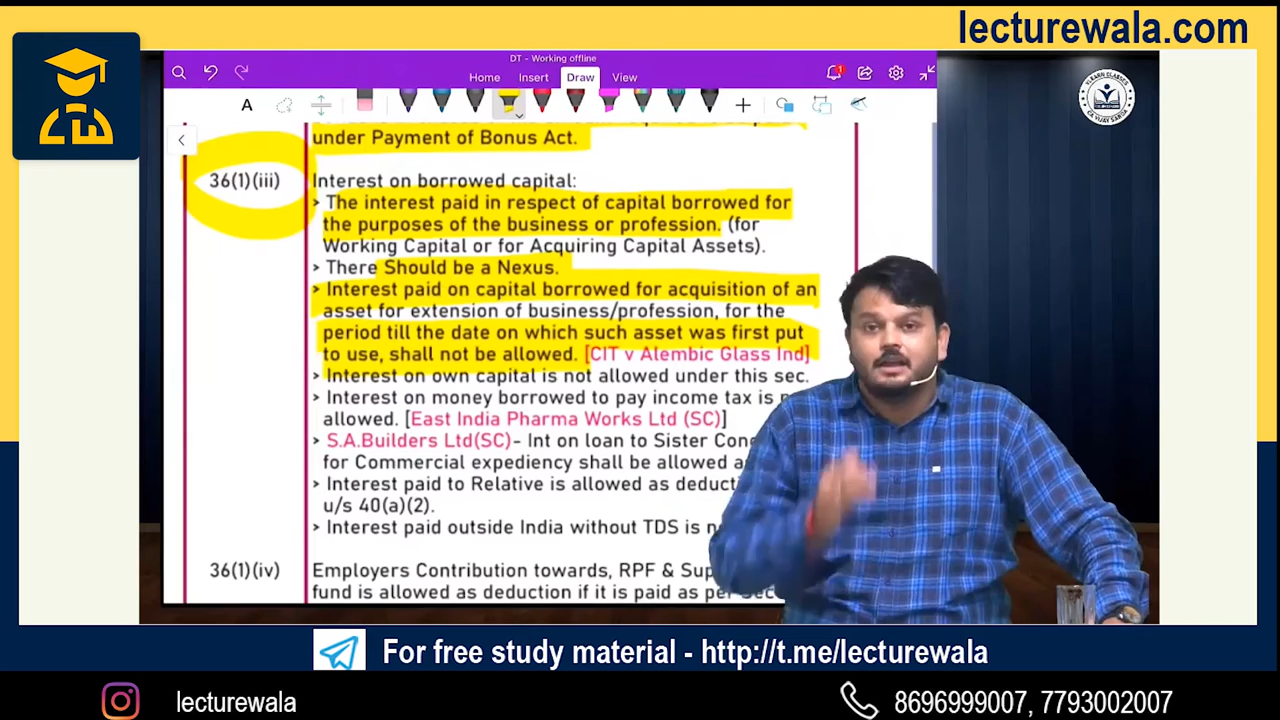 lecturewala.com
DT - Working offline
Home Insert Draw View
under Payment of Bonus Act.
36(1)(iii) Interest on borrowed capital:
> The interest paid in respect of capital borrowed for
the purposes of the business or profession. (for
Working Capital or for Acquiring Capital Assets).
> There Should be a Nexus.
> Interest paid on capital borrowed for acquisition of an
asset for extension of business/profession, for the
period till the date on which such asset was first put
to use, shall not be allowed. [CIT v Alembic Glass Ind]
> Interest on own capital is not allowed under this sec.
> Interest on money borrowed to pay income tax is
allowed. [East India Pharma Works Ltd (SC)]
> S.A.Builders Ltd(SC)- Int on loan to Sister
for Commercial expediency shall be allowed
> Interest paid to Relative is allowed as
u/s 40(a)(2).
> Interest paid outside India without TDS is
36(1)(iv) Employers Contribution towards, RPF &
fund is allowed as deduction if it is paid as
For free study material - http://t.me/lecturewala
lecturewala
8696999007, 7793002007